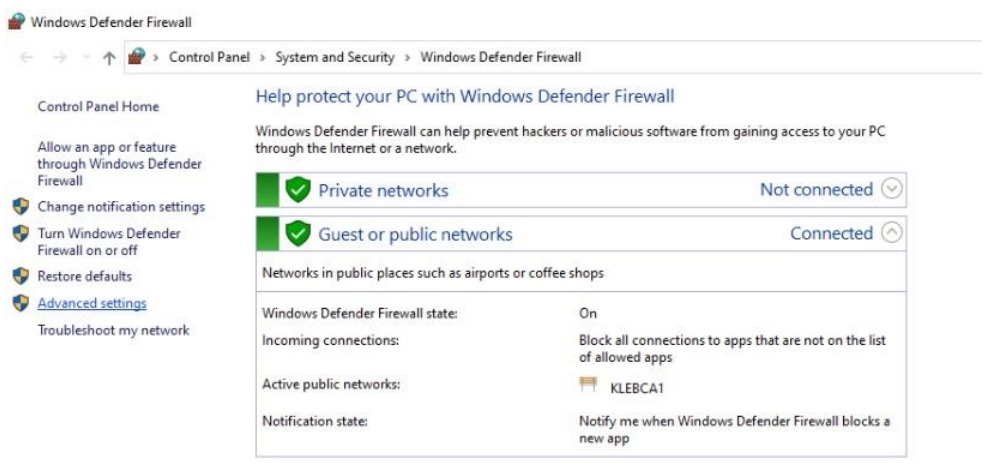 Windows Defender Firewall
Control Panel > System and Security > Windows Defender Firewall
Control Panel Home
Allow an app or feature
through Windows Defender
Firewall
Change notification settings
Turn Windows Defender
Firewall on or off
Restore defaults
Advanced settings
Troubleshoot my network
Help protect your PC with Windows Defender Firewall
Windows Defender Firewall can help prevent hackers or malicious software from gaining access to your PC
through the Internet or a network.
Private networks Not connected
Guest or public networks Connected
Networks in public places such as airports or coffee shops
Windows Defender Firewall state: On
Incoming connections: Block all connections to apps that are not on the list
of allowed apps
Active public networks: KLEBCA1
Notification state: Notify me when Windows Defender Firewall blocks a
new app